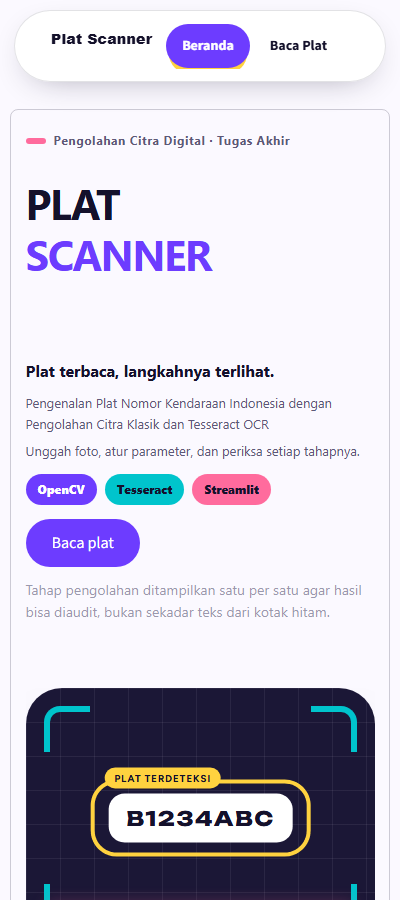 Plat Scanner
Beranda
Baca Plat
Pengolahan Citra Digital · Tugas Akhir
PLAT
SCANNER
Plat terbaca, langkahnya terlihat.
Pengenalan Plat Nomor Kendaraan Indonesia dengan
Pengolahan Citra Klasik dan Tesseract OCR
Unggah foto, atur parameter, dan periksa setiap tahapnya.
OpenCV
Tesseract
Streamlit
Baca plat
Tahap pengolahan ditampilkan satu per satu agar hasil
bisa diaudit, bukan sekadar teks dari kotak hitam.
PLAT TERDETEKSI
B1234ABC